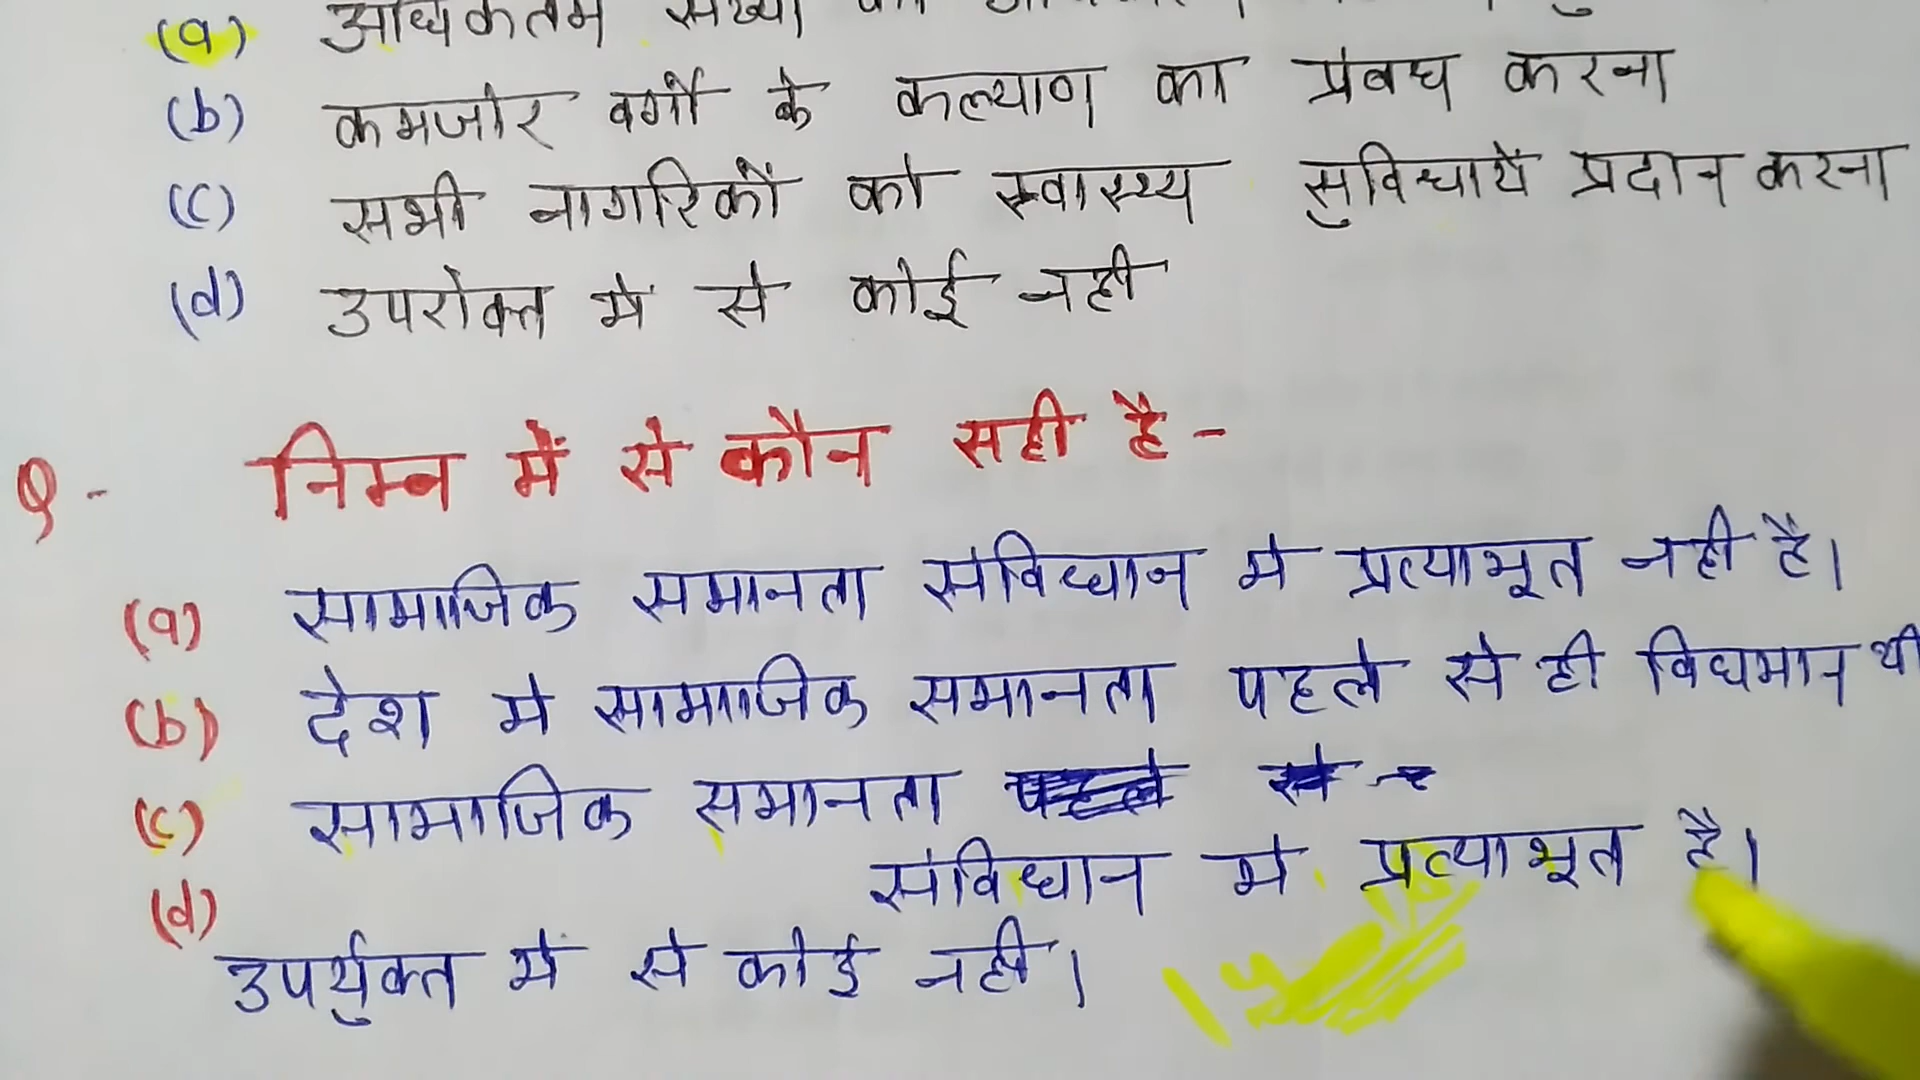 (a) अधिकतम संख्या
(b) कमजोर वर्गों के कल्याण का प्रबंध करना
(c) सभी नागरिकों को स्वास्थ्य सुविधायें प्रदान करना
(d) उपरोक्त में से कोई नही
Q - निम्न में से कौन सही है -
(a) सामाजिक समानता संविधान में प्रत्याभूत नही है।
(b) देश में सामाजिक समानता पहले से ही विधमान थी
(c) सामाजिक समानता
संविधान में प्रत्याभूत है।
(d)
उपर्युक्त में से कोई नही।